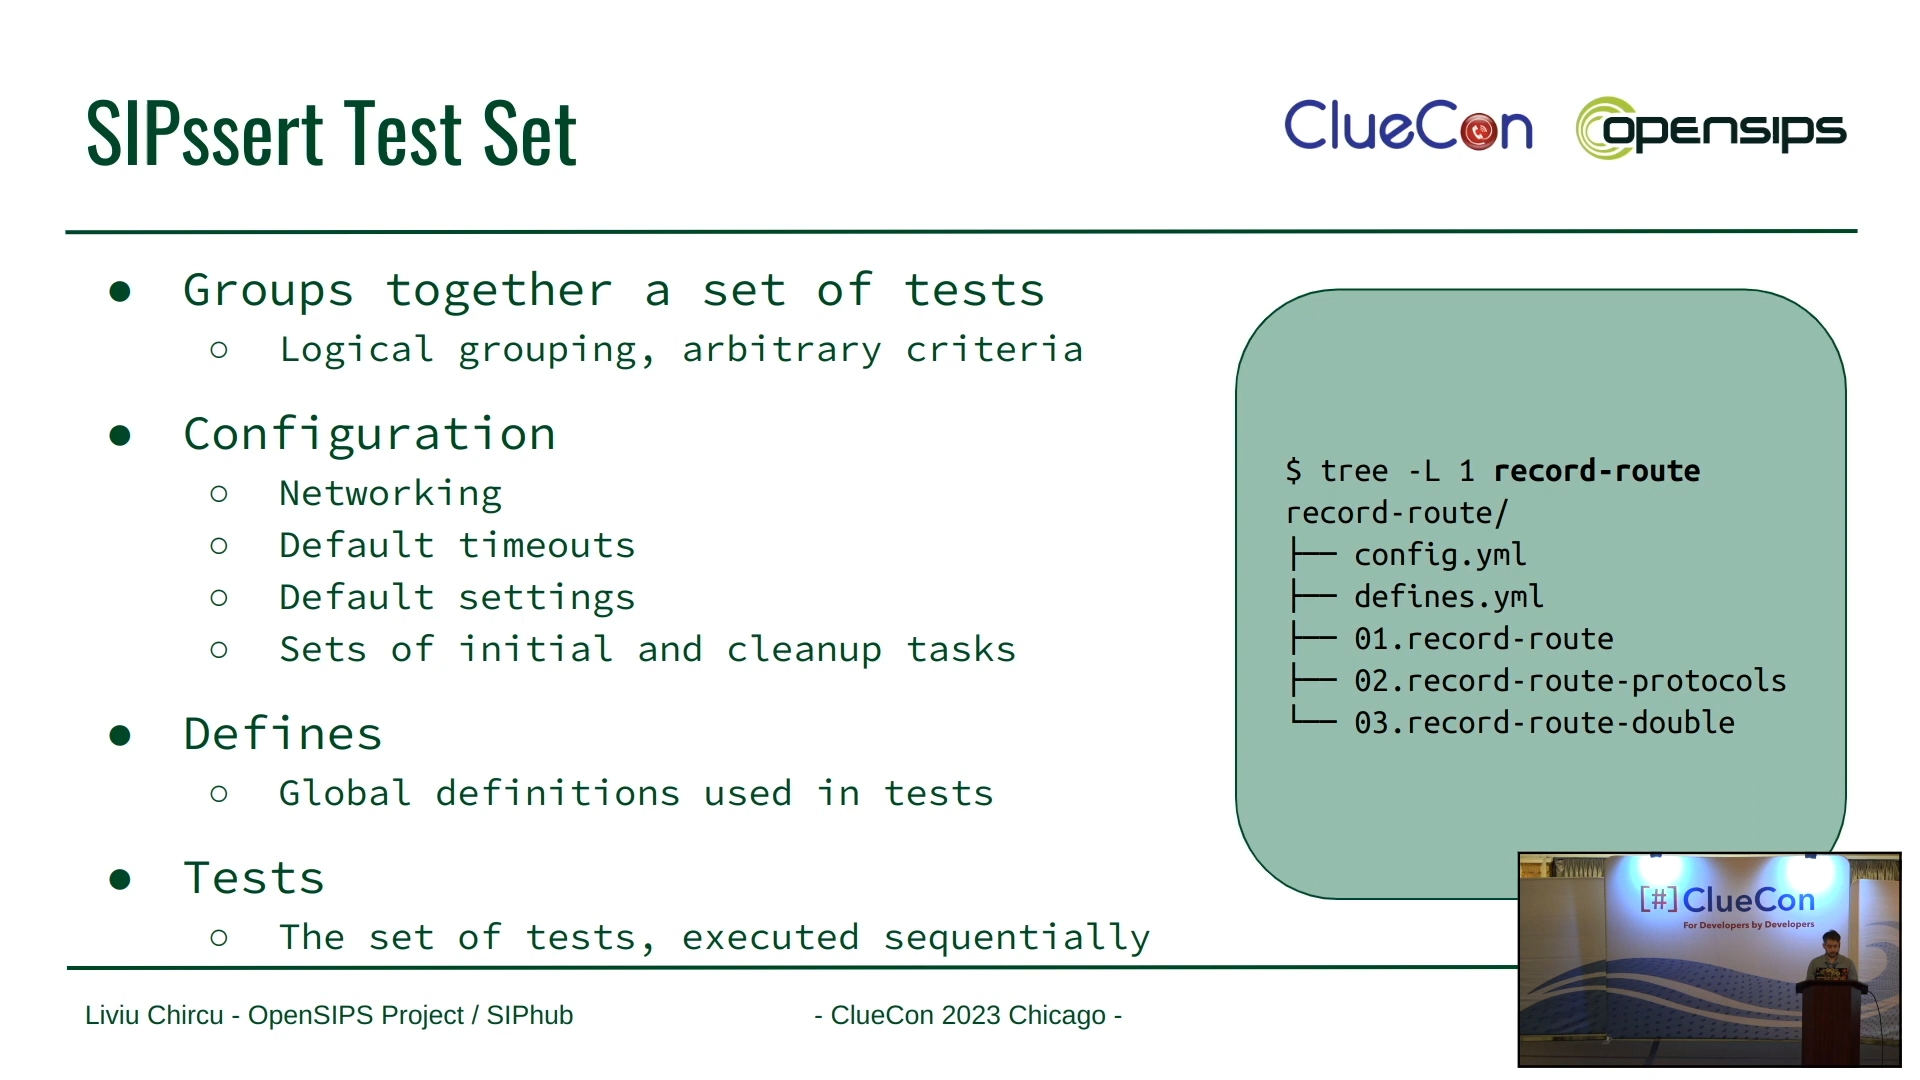 SIPssert Test Set
ClueCon
opensips
● Groups together a set of tests
○ Logical grouping, arbitrary criteria
● Configuration
○ Networking
○ Default timeouts
○ Default settings
○ Sets of initial and cleanup tasks
● Defines
○ Global definitions used in tests
● Tests
○ The set of tests, executed sequentially
$ tree -L 1 record-route
record-route/
├── config.yml
├── defines.yml
├── 01.record-route
├── 02.record-route-protocols
└── 03.record-route-double
[#] ClueCon
For Developers by Developers
Liviu Chircu - OpenSIPS Project / SIPhub
- ClueCon 2023 Chicago -